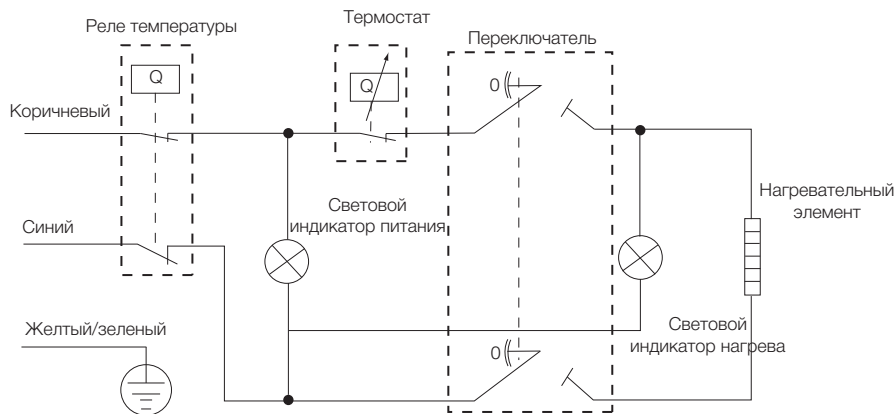 Реле температуры
Термостат
Переключатель
Q
Q
0
Коричневый
Нагревательный
элемент
Световой
индикатор питания
Синий
Желтый/зеленый
Световой
индикатор нагрева
0